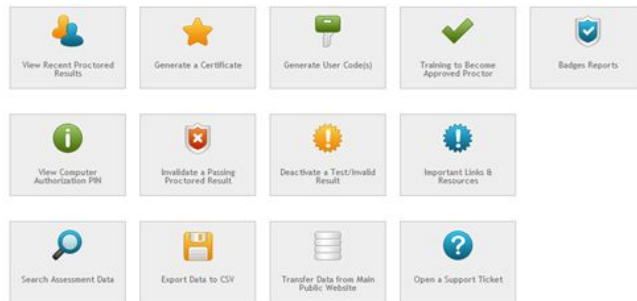 View Recent Proctored
Results
Generate a Certificate
Generate User Code(s)
Training to Become
Approved Proctor
Badges Reports
View Computer
Authorization PIN
Invalidate a Passing
Proctored Result
Deactivate a Test/Invalid
Result
Important Links &
Resources
Search Assessment Data
Export Data to CSV
Transfer Data from Main
Public Website
Open a Support Ticket